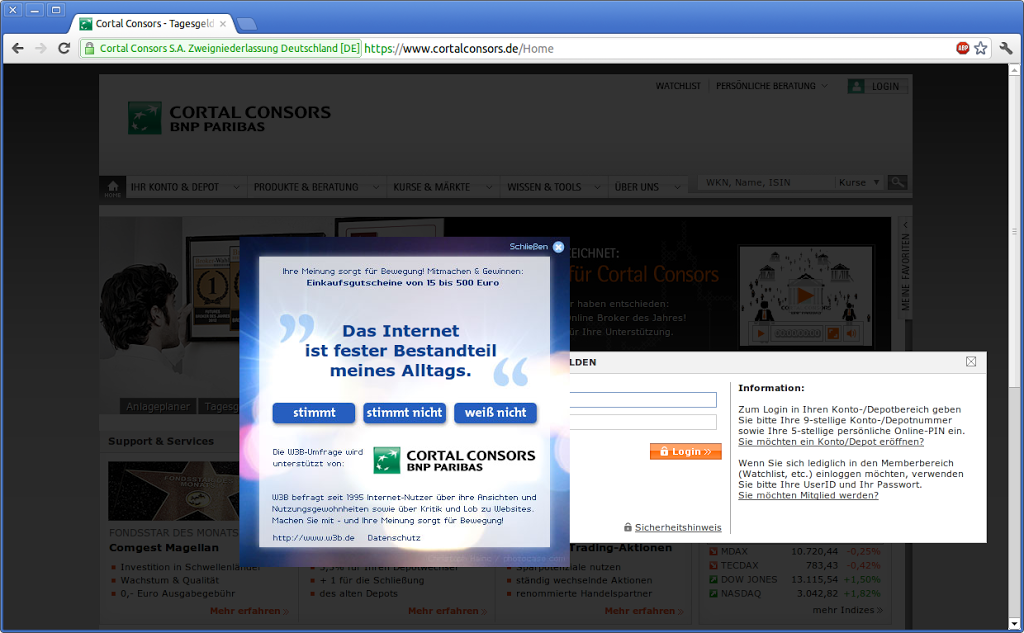 Cortal Consors - Tagesgeld
Cortal Consors S.A. Zweigniederlassung Deutschland [DE] https://www.cortalconsors.de/Home
ABP
WATCHLIST PERSÖNLICHE BERATUNG LOGIN
CORTAL CONSORS
BNP PARIBAS
HOME IHR KONTO & DEPOT PRODUKTE & BERATUNG KURSE & MÄRKTE WISSEN & TOOLS ÜBER UNS WKN, Name, ISIN Kurse
MEINE FAVORITEN
EICHNET:
für Cortal Consors
r haben entschieden:
nline Broker des Jahres!
für Ihre Unterstützung.
Anlageplaner Tagesg
Schließen
Ihre Meinung sorgt für Bewegung! Mitmachen & Gewinnen:
Einkaufsgutscheine von 15 bis 500 Euro
Das Internet
ist fester Bestandteil
meines Alltags.
stimmt stimmt nicht weiß nicht
Die W3B-Umfrage wird
unterstützt von:
CORTAL CONSORS
BNP PARIBAS
W3B befragt seit 1995 Internet-Nutzer über ihre Ansichten und
Nutzungsgewohnheiten sowie über Kritik und Lob zu Websites.
Machen Sie mit - und Ihre Meinung sorgt für Bewegung!
http://www.w3b.de Datenschutz
LDEN
Login »
Sicherheitshinweis
Information:
Zum Login in Ihren Konto-/Depotbereich geben
Sie bitte Ihre 9-stellige Konto-/Depotnummer
sowie Ihre 5-stellige persönliche Online-PIN ein.
Sie möchten ein Konto/Depot eröffnen?
Wenn Sie sich lediglich in den Memberbereich
(Watchlist, etc.) einloggen möchten, verwenden
Sie bitte Ihre UserID und Ihr Passwort.
Sie möchten Mitglied werden?
Support & Services
FONDSSTAR DES MONATS
Comgest Magellan
Investition in Schwellenländer
Wachstum & Qualität
0,- Euro Ausgabegebühr
Mehr erfahren »
für Ihren Depotwechsel
+ 1 für die Schließung
des alten Depots
Mehr erfahren »
Trading-Aktionen
Sparpotenziale nutzen
ständig wechselnde Aktionen
renommierte Handelspartner
Mehr erfahren »
MDAX 10.720,44 -0,25%
TECDAX 783,43 -0,42%
DOW JONES 13.115,54 +1,50%
NASDAQ 3.042,82 +1,82%
mehr Indizes »